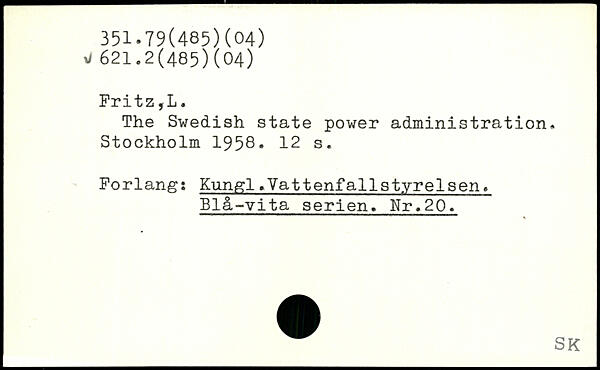 351.79(485)(04)
√ 621.2(485)(04)
Fritz,L.
The Swedish state power administration.
Stockholm 1958. 12 s.
Forlang: Kungl.Vattenfallstyrelsen.
Blå-vita serien. Nr.20.
SK